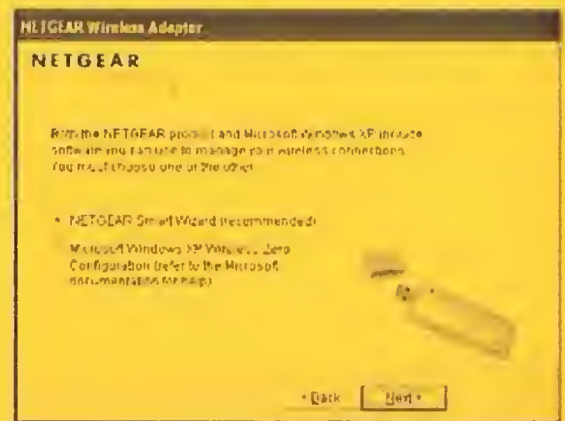 NETGEAR Wireless Adapter
NETGEAR
Both the NETGEAR product and Microsoft Windows XP include
software you can use to manage your wireless connections.
You must choose one or the other.
NETGEAR Smart Wizard (recommended)
Microsoft Windows XP Wireless Zero
Configuration (refer to the Microsoft
documentation for help)
< Back
Next >